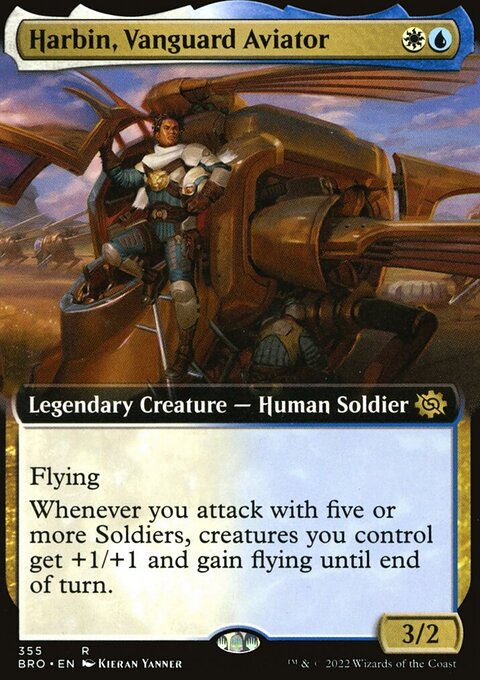 Harbin, Vanguard Aviator
Legendary Creature — Human Soldier
Flying
Whenever you attack with five or
more Soldiers, creatures you control
get +1/+1 and gain flying until end
of turn.
3/2
355 R
BRO • EN Kieran Yanner
™ & © 2022 Wizards of the Coast